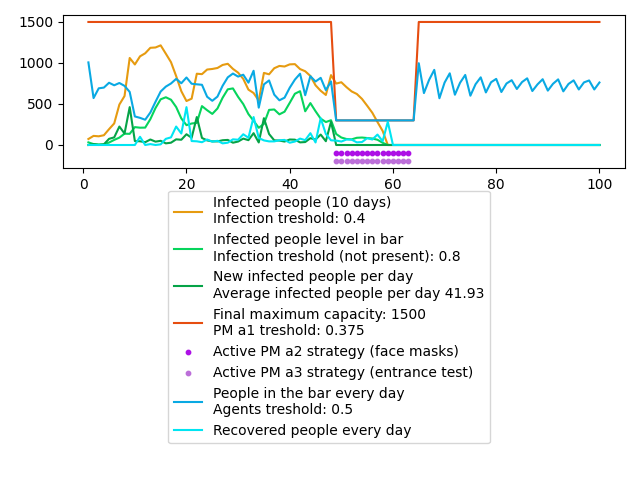 1500
1000
500
0
0
20
40
60
80
100
Infected people (10 days)
Infection treshold: 0.4
Infected people level in bar
Infection treshold (not present): 0.8
New infected people per day
Average infected people per day 41.93
Final maximum capacity: 1500
PM a1 treshold: 0.375
Active PM a2 strategy (face masks)
Active PM a3 strategy (entrance test)
People in the bar every day
Agents treshold: 0.5
Recovered people every day